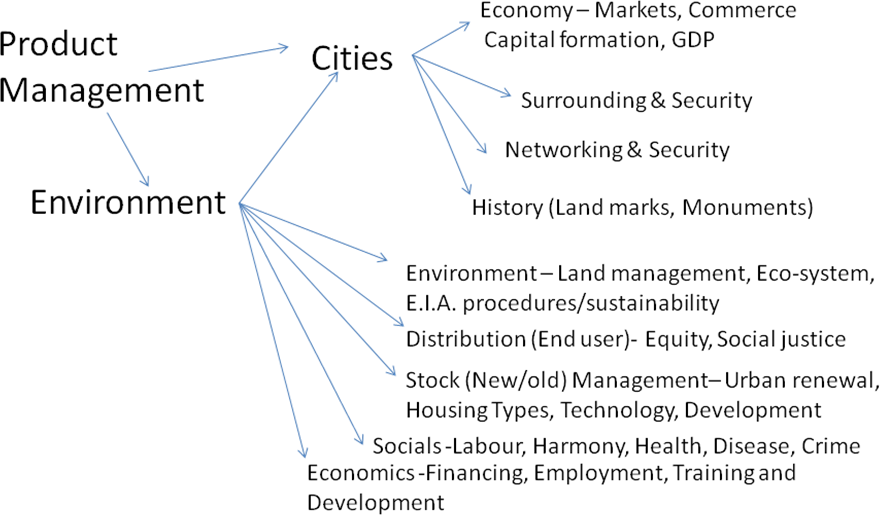 Product
Management
Cities
Environment
Economy – Markets, Commerce
Capital formation, GDP
Surrounding & Security
Networking & Security
History (Land marks, Monuments)
Environment – Land management, Eco-system,
E.I.A. procedures/sustainability
Distribution (End user)- Equity, Social justice
Stock (New/old) Management– Urban renewal,
Housing Types, Technology, Development
Socials -Labour, Harmony, Health, Disease, Crime
Economics -Financing, Employment, Training and
Development